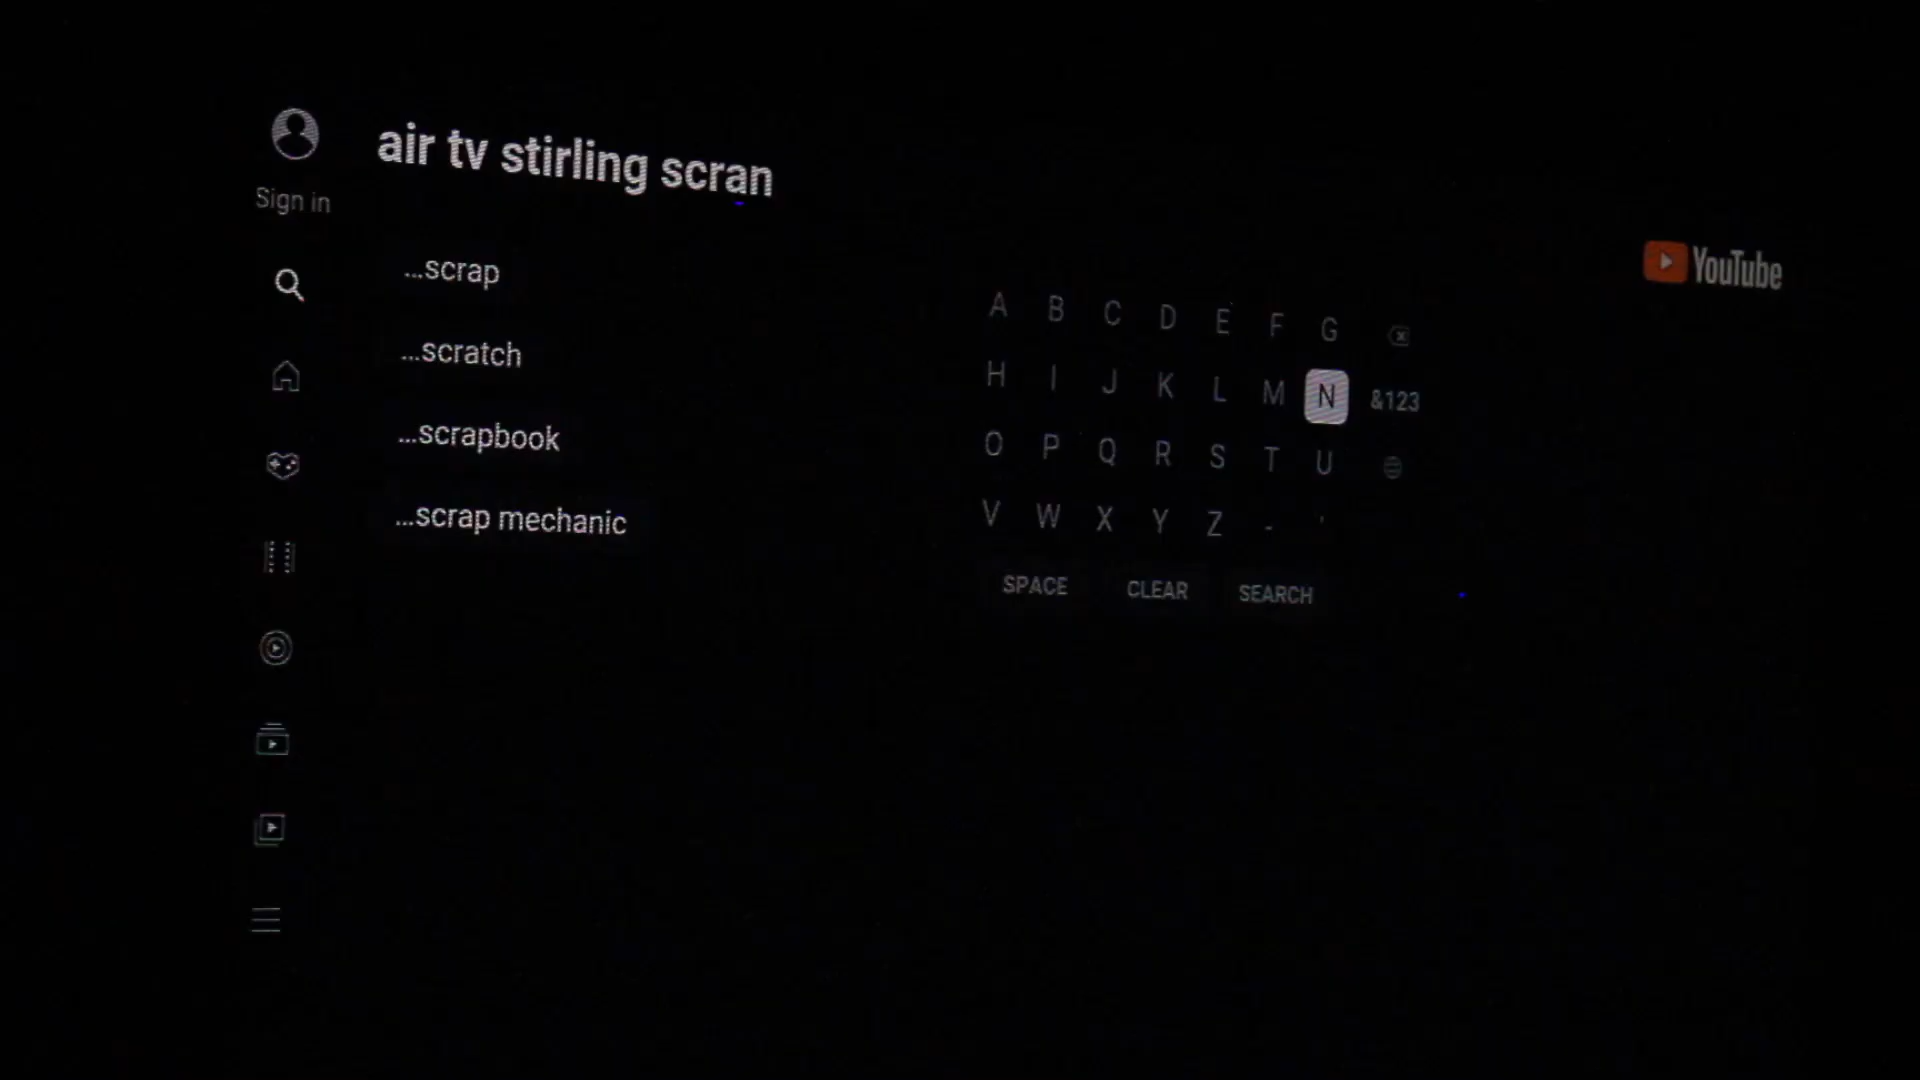 air tv stirling scran
Sign in
...scrap
...scratch
...scrapbook
...scrap mechanic
YouTube
A B C D E F G
H I J K L M N &123
O P Q R S T U
V W X Y Z - '
SPACE CLEAR SEARCH